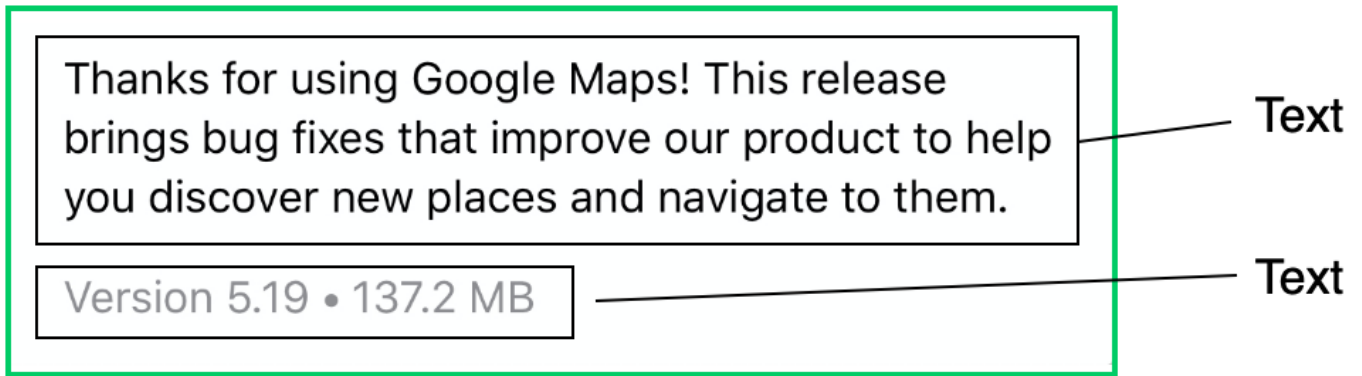 Thanks for using Google Maps! This release
brings bug fixes that improve our product to help
you discover new places and navigate to them.
Version 5.19 • 137.2 MB
Text
Text